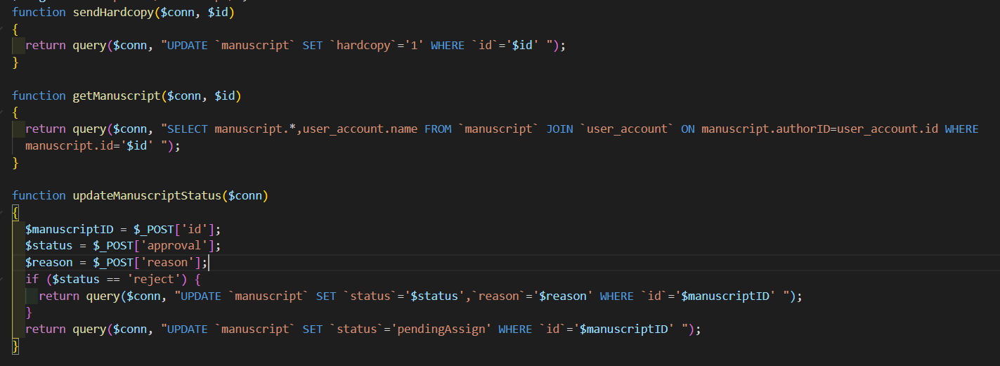 function sendHardcopy($conn, $id)
{
  return query($conn, "UPDATE `manuscript` SET `hardcopy`='1' WHERE `id`='$id' ");
}

function getManuscript($conn, $id)
{
  return query($conn, "SELECT manuscript.*,user_account.name FROM `manuscript` JOIN `user_account` ON manuscript.authorID=user_account.id WHERE
  manuscript.id='$id' ");
}

function updateManuscriptStatus($conn)
{
  $manuscriptID = $_POST['id'];
  $status = $_POST['approval'];
  $reason = $_POST['reason'];
  if ($status == 'reject') {
    return query($conn, "UPDATE `manuscript` SET `status`='$status',`reason`='$reason' WHERE `id`='$manuscriptID' ");
  }
  return query($conn, "UPDATE `manuscript` SET `status`='pendingAssign' WHERE `id`='$manuscriptID' ");
}